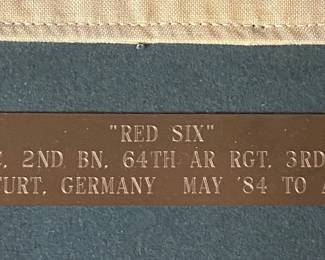 "RED SIX"
, 2ND BN, 64TH AR RGT, 3RD
FURT, GERMANY MAY '84 TO A